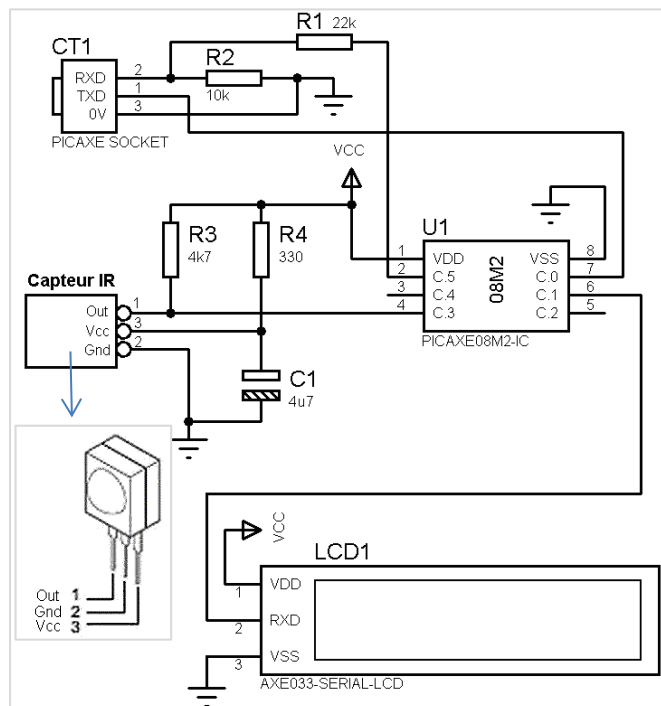 R1 22k
CT1
R2
10k
RXD 2
TXD 1
0V 3
PICAXE SOCKET
VCC
R3
4k7
R4
330
U1
08M2
1 VDD
2 C.5
3 C.4
4 C.3
VSS 8
C.0 7
C.1 6
C.2 5
PICAXE08M2-IC
Capteur IR
Out 1
Vcc 3
Gnd 2
C1
4u7
Out 1
Gnd 2
Vcc 3
VCC
LCD1
1 VDD
2 RXD
3 VSS
AXE033-SERIAL-LCD